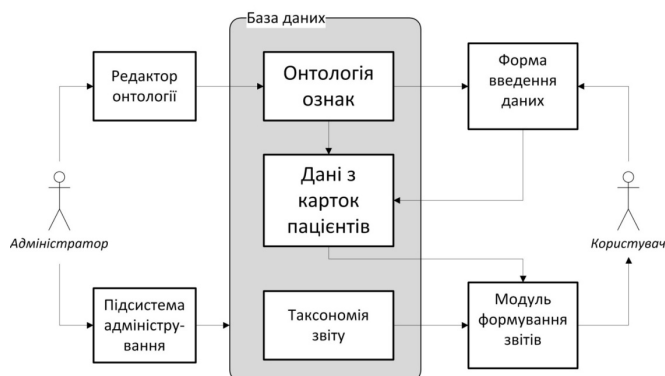 База даних
Редактор
онтології
Онтологія
ознак
Форма
введення
даних
Дані з
карток
пацієнтів
Адміністратор
Користувач
Підсистема
адміністру-
вання
Таксономія
звіту
Модуль
формування
звітів